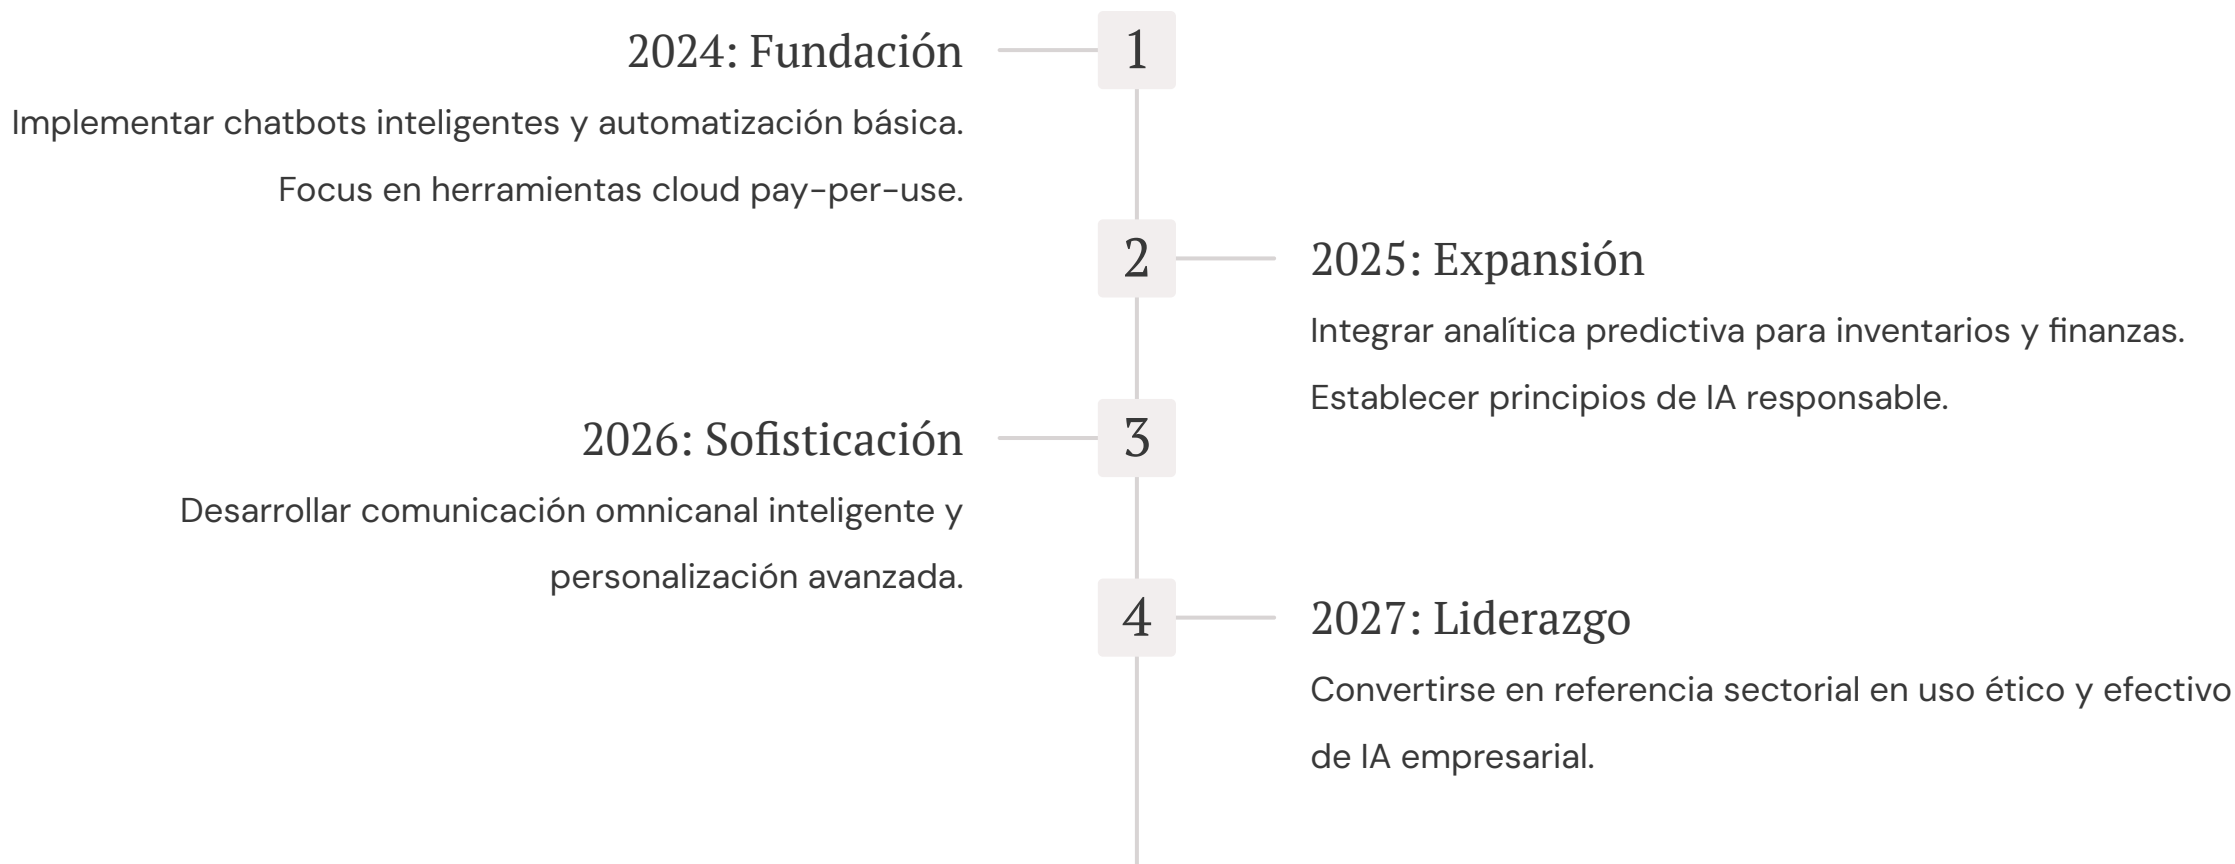 1
2024: Fundación
Implementar chatbots inteligentes y automatización básica.
Focus en herramientas cloud pay-per-use.
2
2025: Expansión
Integrar analítica predictiva para inventarios y finanzas.
Establecer principios de IA responsable.
3
2026: Sofisticación
Desarrollar comunicación omnicanal inteligente y
personalización avanzada.
4
2027: Liderazgo
Convertirse en referencia sectorial en uso ético y efectivo
de IA empresarial.